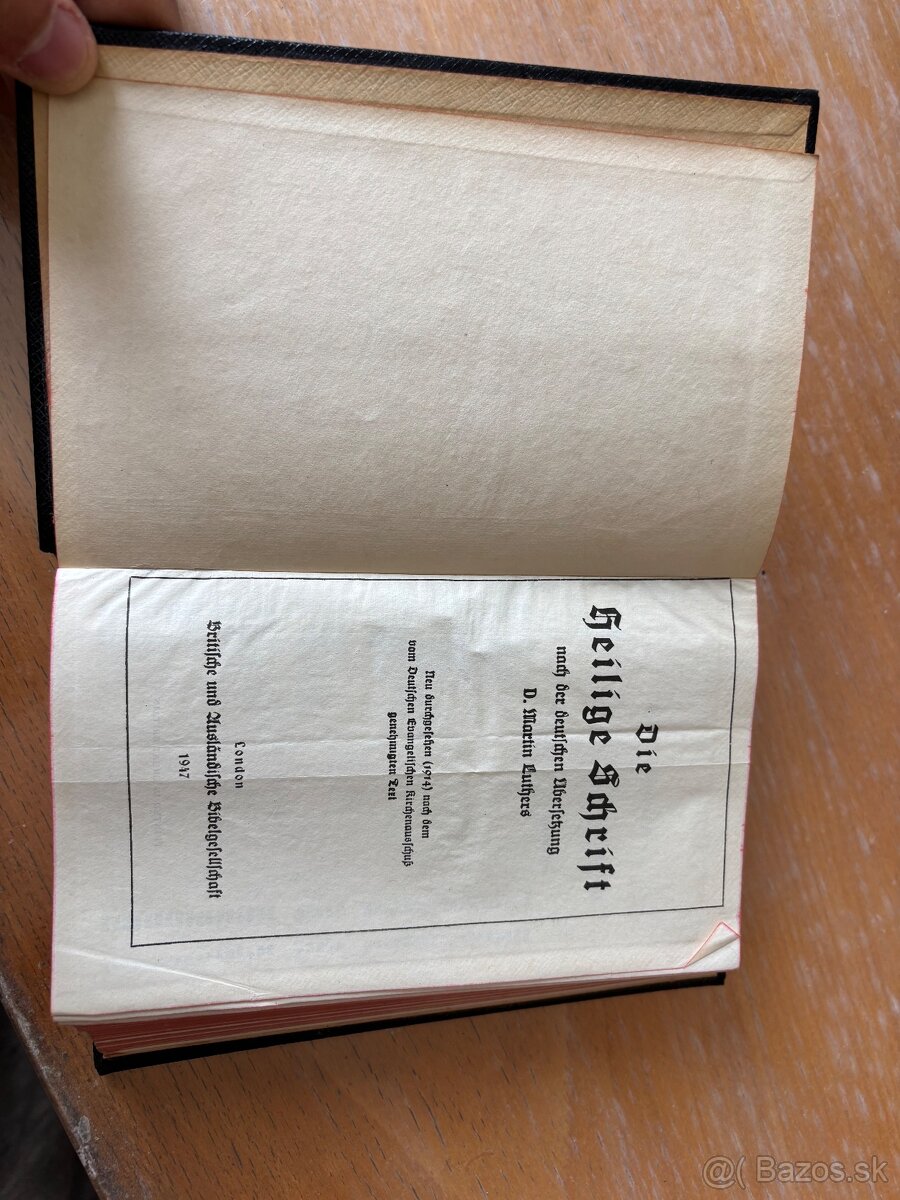 Die
Heilige Schrift
nach der deutschen Übersetzung
D. Martin Luthers
Neu durchgesehen (1914) nach dem
vom Deutschen Evangelischen Kirchenausschuß
genehmigten Text
London
Britische und Ausländische Bibelgesellschaft
1947
@( Bazos.sk